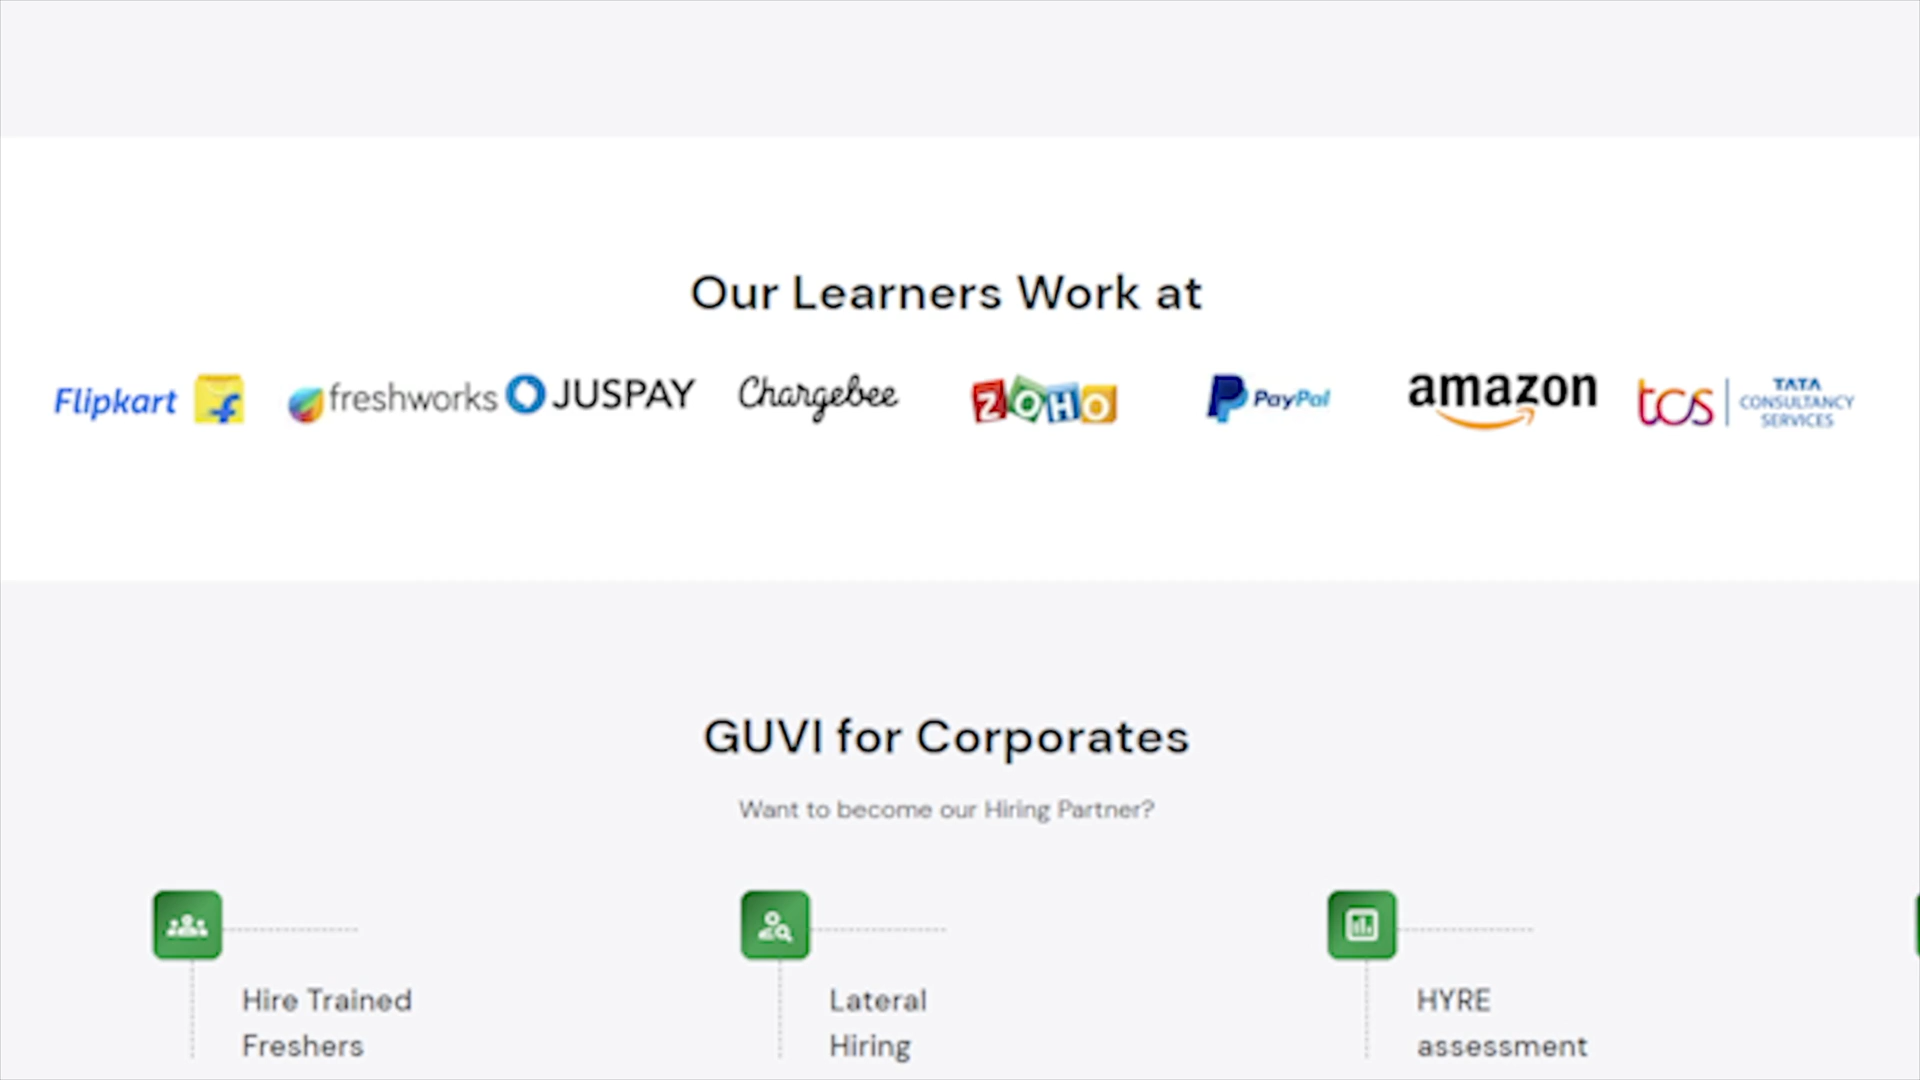 Our Learners Work at
Flipkart freshworks JUSPAY Chargebee ZOHO PayPal amazon tcs TATA CONSULTANCY SERVICES
GUVI for Corporates
Want to become our Hiring Partner?
Hire Trained
Freshers
Lateral
Hiring
HYRE
assessment